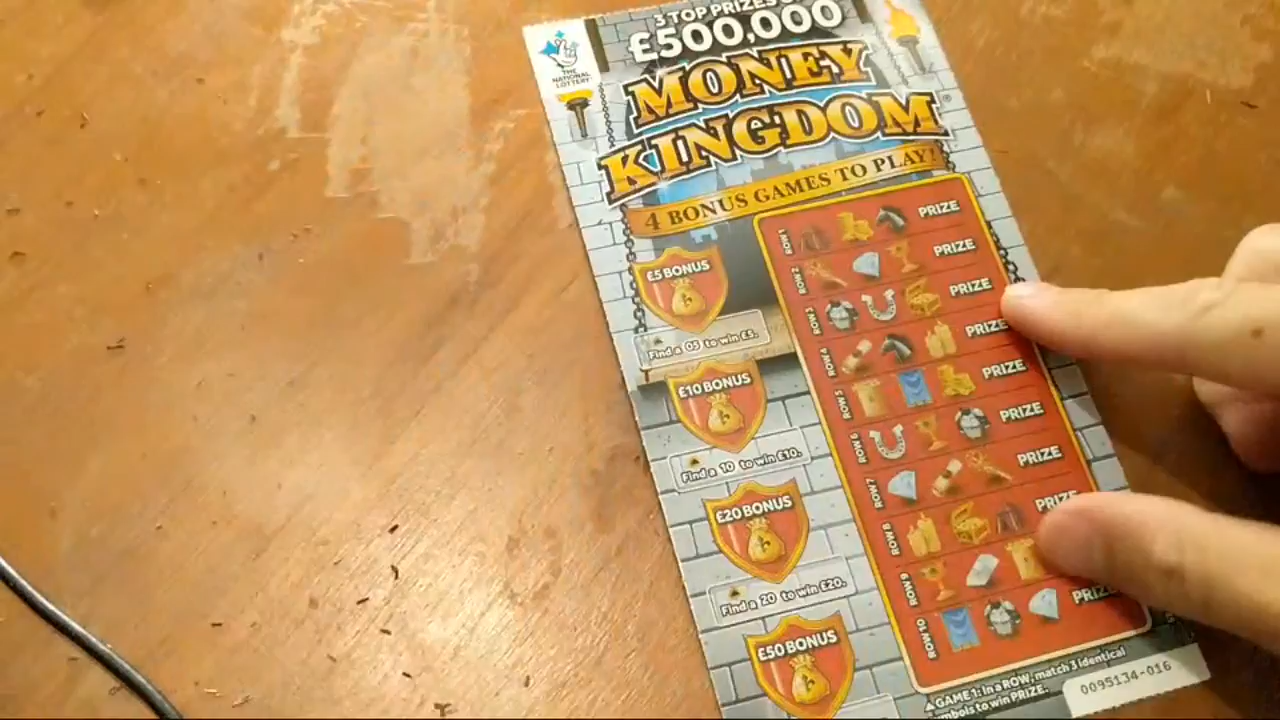 3 TOP PRIZES
£500,000
THE
NATIONAL
LOTTERY®
MONEY
KINGDOM®
4 BONUS GAMES TO PLAY!
ROW 1 PRIZE
ROW 2 PRIZE
ROW 3 PRIZE
ROW 4 PRIZE
ROW 5 PRIZE
ROW 6 PRIZE
ROW 7 PRIZE
ROW 8 PRIZE
ROW 9
ROW 10 PRIZE
£5 BONUS
Find a 05 to win £5.
£10 BONUS
Find a 10 to win £10.
£20 BONUS
Find a 20 to win £20.
£50 BONUS
GAME 1: In a ROW, match 3 identical
symbols to win PRIZE.
0095134-016